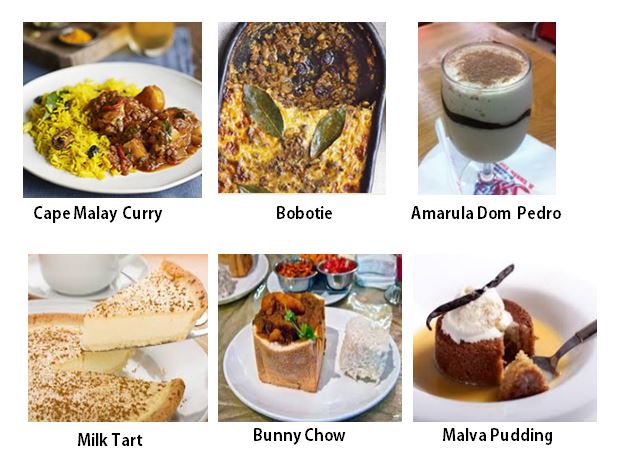 Cape Malay Curry
Bobotie
Amarula Dom Pedro
Milk Tart
Bunny Chow
Malva Pudding